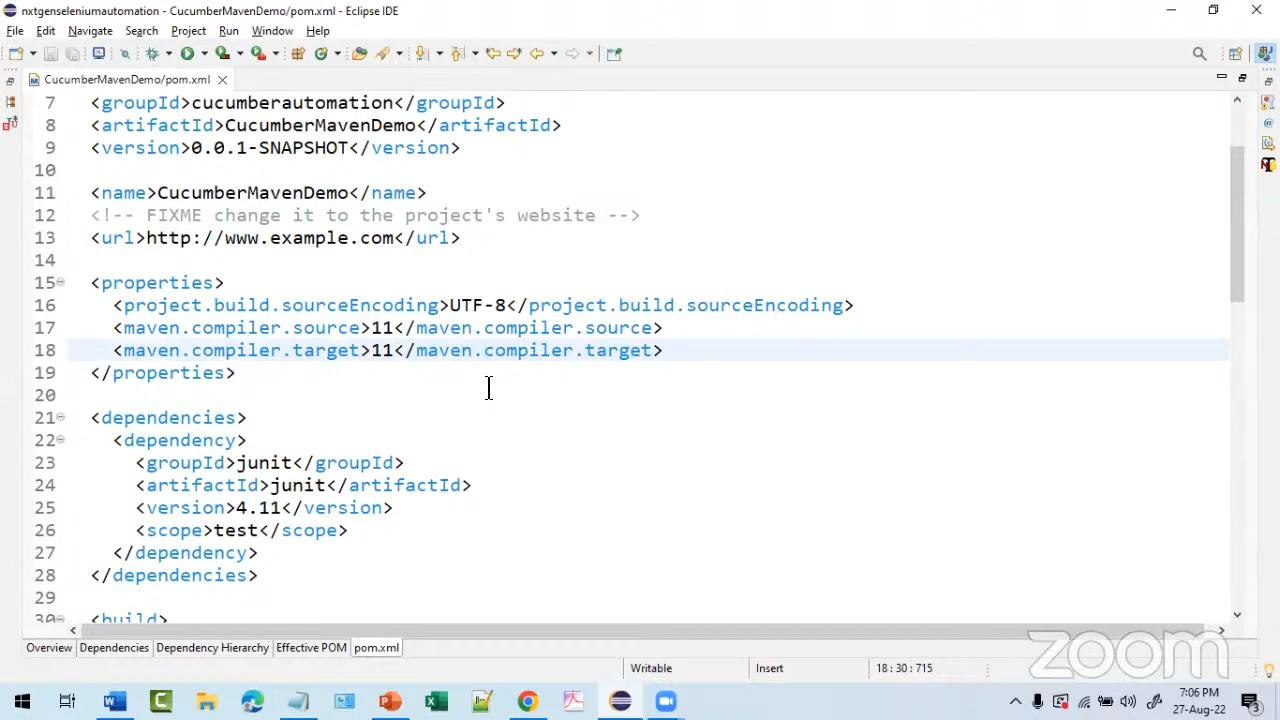 nxtgenseleniumautomation - CucumberMavenDemo/pom.xml - Eclipse IDE
File Edit Navigate Search Project Run Window Help
CucumberMavenDemo/pom.xml
7 <groupId>cucumberautomation</groupId>
8 <artifactId>CucumberMavenDemo</artifactId>
9 <version>0.0.1-SNAPSHOT</version>
10
11 <name>CucumberMavenDemo</name>
12 <!-- FIXME change it to the project's website -->
13 <url>http://www.example.com</url>
14
15 <properties>
16 <project.build.sourceEncoding>UTF-8</project.build.sourceEncoding>
17 <maven.compiler.source>11</maven.compiler.source>
18 <maven.compiler.target>11</maven.compiler.target>
19 </properties>
20
21 <dependencies>
22 <dependency>
23 <groupId>junit</groupId>
24 <artifactId>junit</artifactId>
25 <version>4.11</version>
26 <scope>test</scope>
27 </dependency>
28 </dependencies>
29
30 <build>
Overview Dependencies Dependency Hierarchy Effective POM pom.xml
Writable Insert 18 : 30 : 715
zoom
7:06 PM
27-Aug-22
3